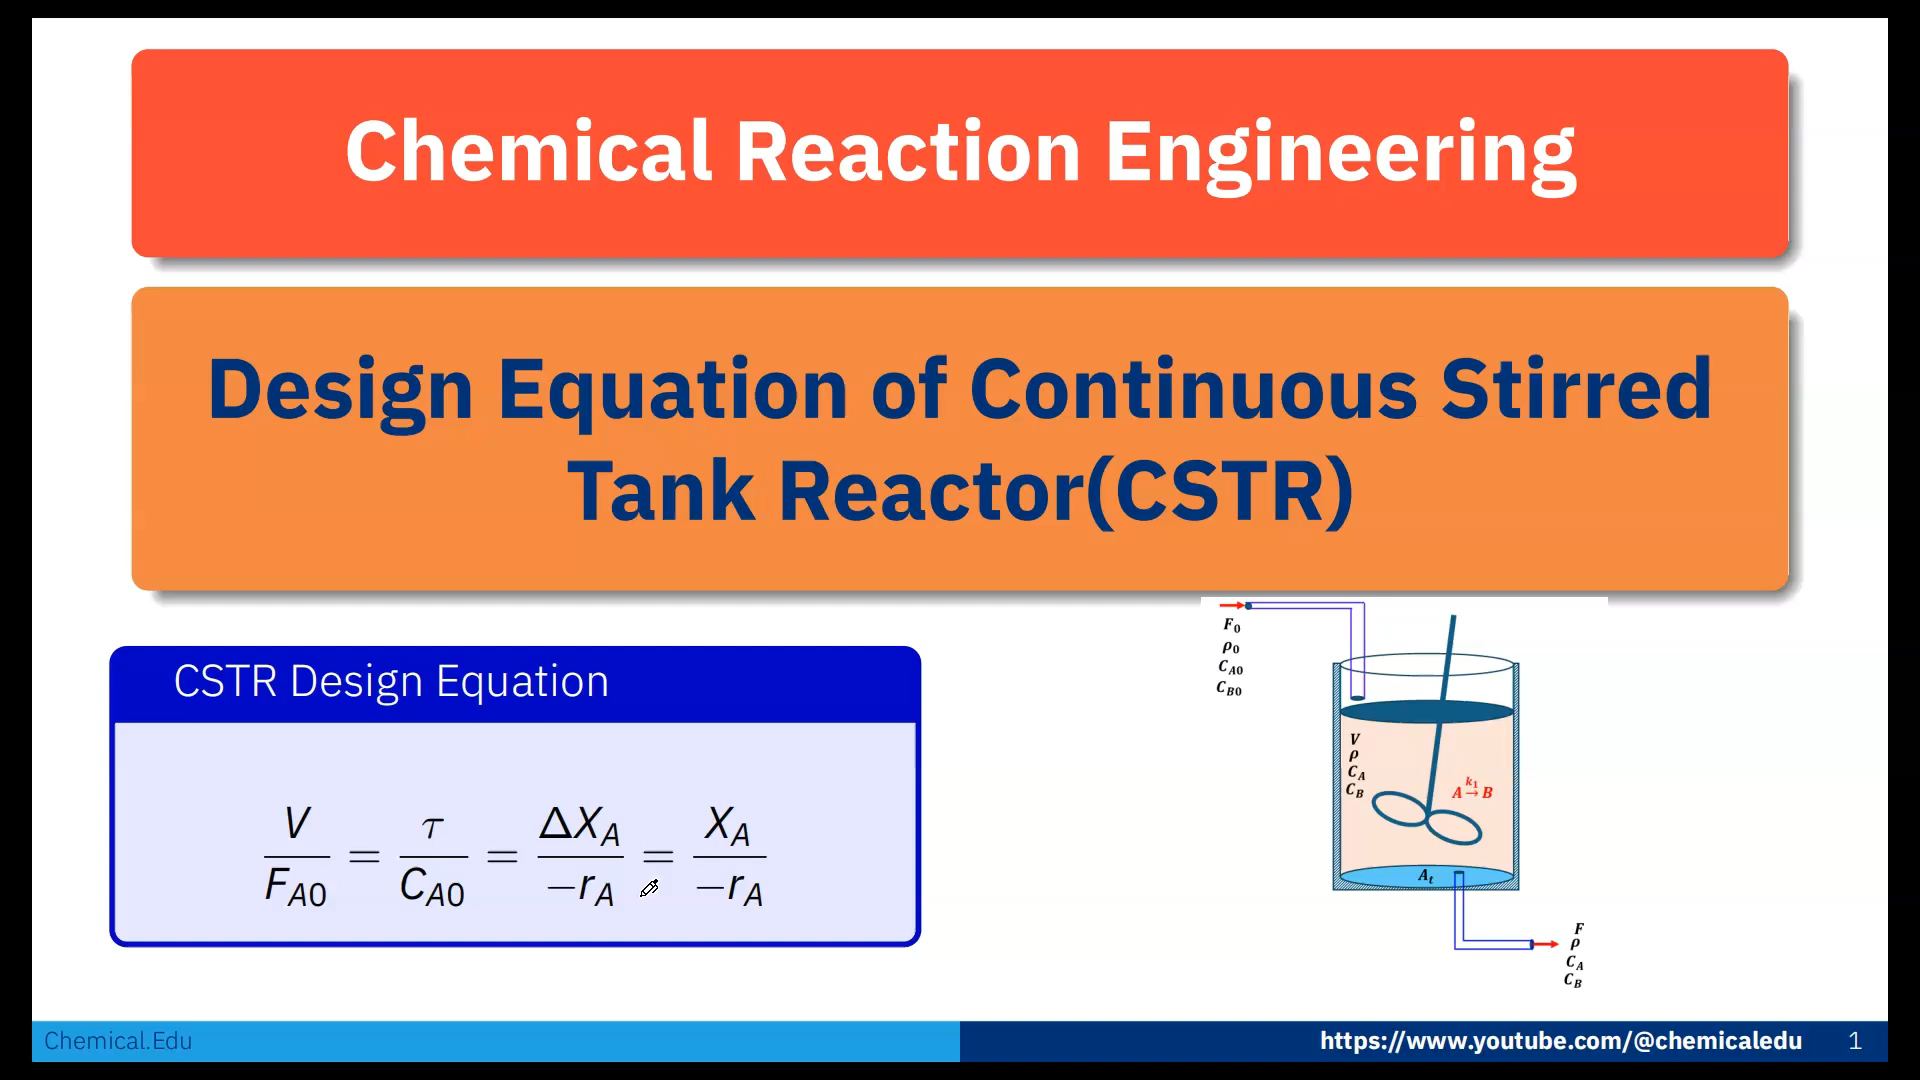 Chemical Reaction Engineering
Design Equation of Continuous Stirred
Tank Reactor(CSTR)
CSTR Design Equation
V/F_A0 = τ/C_A0 = ΔX_A/−r_A = X_A/−r_A
F₀
ρ₀
C_A0
C_B0
V
ρ
C_A
C_B
k₁
A → B
A_t
F
ρ
C_A
C_B
Chemical.Edu
https://www.youtube.com/@chemicaledu 1